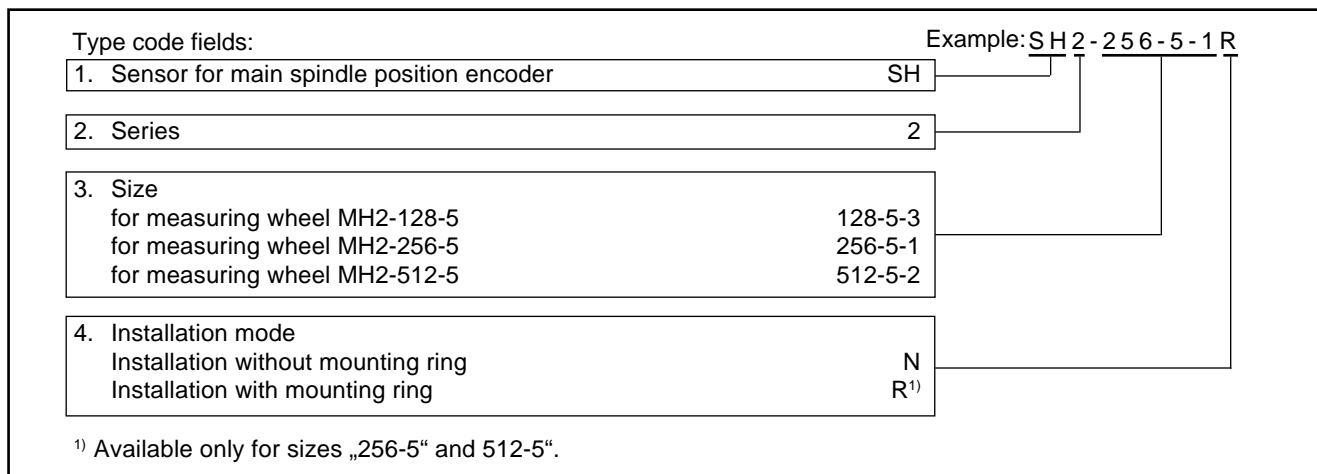 Type code fields: Example: SH2-256-5-1R
1. Sensor for main spindle position encoder SH
2. Series 2
3. Size
for measuring wheel MH2-128-5 128-5-3
for measuring wheel MH2-256-5 256-5-1
for measuring wheel MH2-512-5 512-5-2
4. Installation mode
Installation without mounting ring N
Installation with mounting ring R1)
1) Available only for sizes „256-5“ and 512-5“.